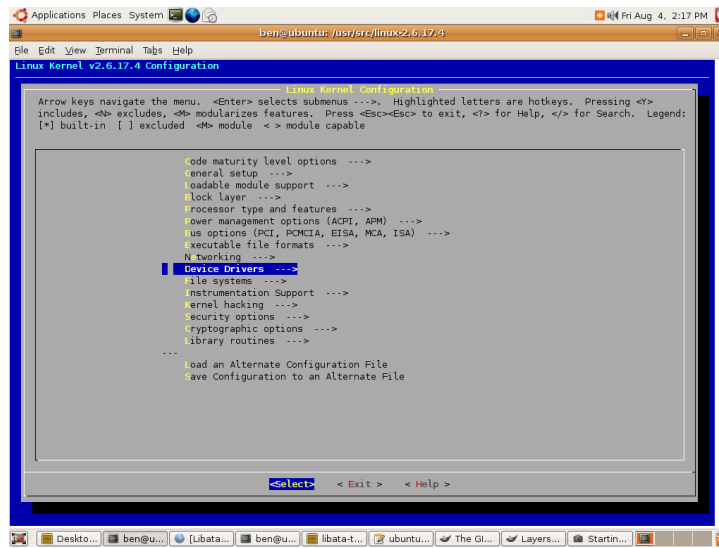 Applications Places System Fri Aug 4, 2:17 PM
ben@ubuntu: /usr/src/linux-2.6.17.4
File Edit View Terminal Tabs Help
Linux Kernel v2.6.17.4 Configuration
Linux Kernel Configuration
Arrow keys navigate the menu. <Enter> selects submenus --->. Highlighted letters are hotkeys. Pressing <Y>
includes, <N> excludes, <M> modularizes features. Press <Esc><Esc> to exit, <?> for Help, </> for Search. Legend:
[*] built-in [ ] excluded <M> module < > module capable
Code maturity level options --->
General setup --->
Loadable module support --->
Block layer --->
Processor type and features --->
Power management options (ACPI, APM) --->
Bus options (PCI, PCMCIA, EISA, MCA, ISA) --->
Executable file formats --->
Networking --->
Device Drivers --->
File systems --->
Instrumentation Support --->
Kernel hacking --->
Security options --->
Cryptographic options --->
Library routines --->
---
Load an Alternate Configuration File
Save Configuration to an Alternate File
<Select> < Exit > < Help >
Deskto... ben@u... [Libata... ben@u... libata-t... ubuntu... The GI... Layers... Startin...